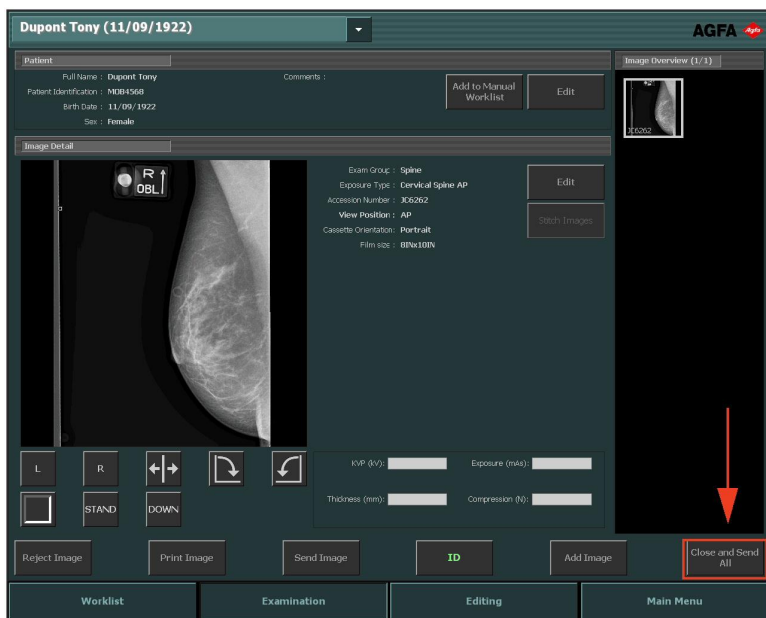 Dupont Tony (11/09/1922)
AGFA
Patient
Full Name : Dupont Tony
Patient Identification : MOB4568
Birth Date : 11/09/1922
Sex : Female
Comments :
Add to Manual
Worklist
Edit
Image Overview (1/1)
JC6262
Image Detail
R
OBL
Exam Group : Spine
Exposure Type : Cervical Spine AP
Accession Number : JC6262
View Position : AP
Cassette Orientation: Portrait
Film size : 8INx10IN
Edit
Stitch Images
L
R
STAND
DOWN
KVP (kV):
Exposure (mAs):
Thickness (mm):
Compression (N):
Reject Image
Print Image
Send Image
ID
Add Image
Close and Send
All
Worklist
Examination
Editing
Main Menu